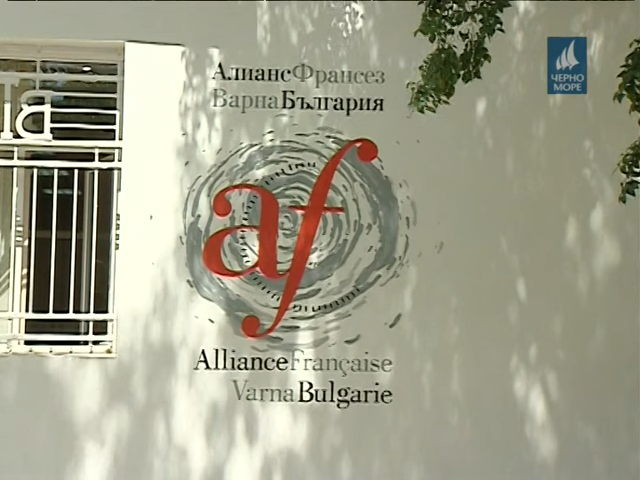 АлиансФрансез
ВарнаБългария
ЧЕРНО
МОРЕ
af
AllianceFrançaise
VarnaBulgarie